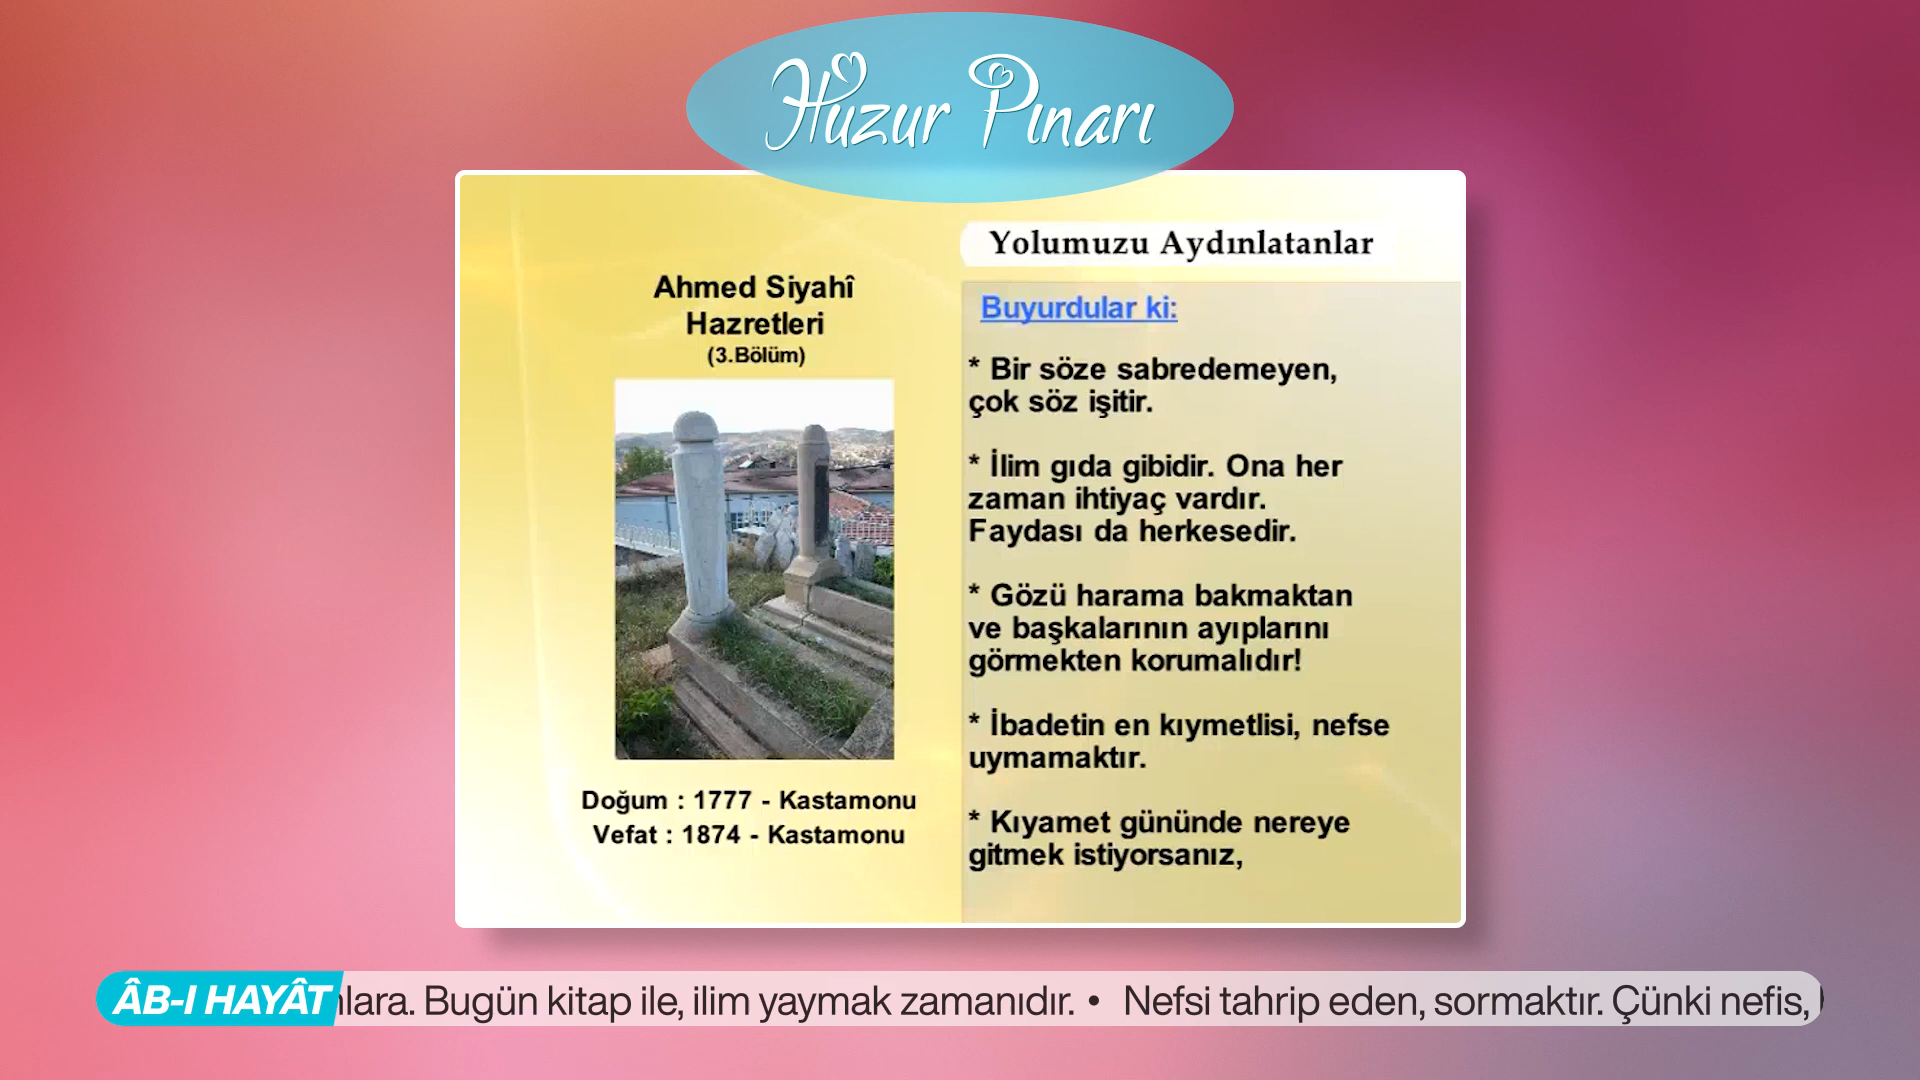 Huzur Pınarı
Yolumuzu Aydınlatanlar
Ahmed Siyahî
Hazretleri
(3.Bölüm)
Doğum : 1777 - Kastamonu
Vefat : 1874 - Kastamonu
Buyurdular ki:
* Bir söze sabredemeyen,
çok söz işitir.
* İlim gıda gibidir. Ona her
zaman ihtiyaç vardır.
Faydası da herkesedir.
* Gözü harama bakmaktan
ve başkalarının ayıplarını
görmekten korumalıdır!
* İbadetin en kıymetlisi, nefse
uymamaktır.
* Kıyamet gününde nereye
gitmek istiyorsanız,
ÂB-I HAYÂT
lara. Bugün kitap ile, ilim yaymak zamanıdır. • Nefsi tahrip eden, sormaktır. Çünki nefis,